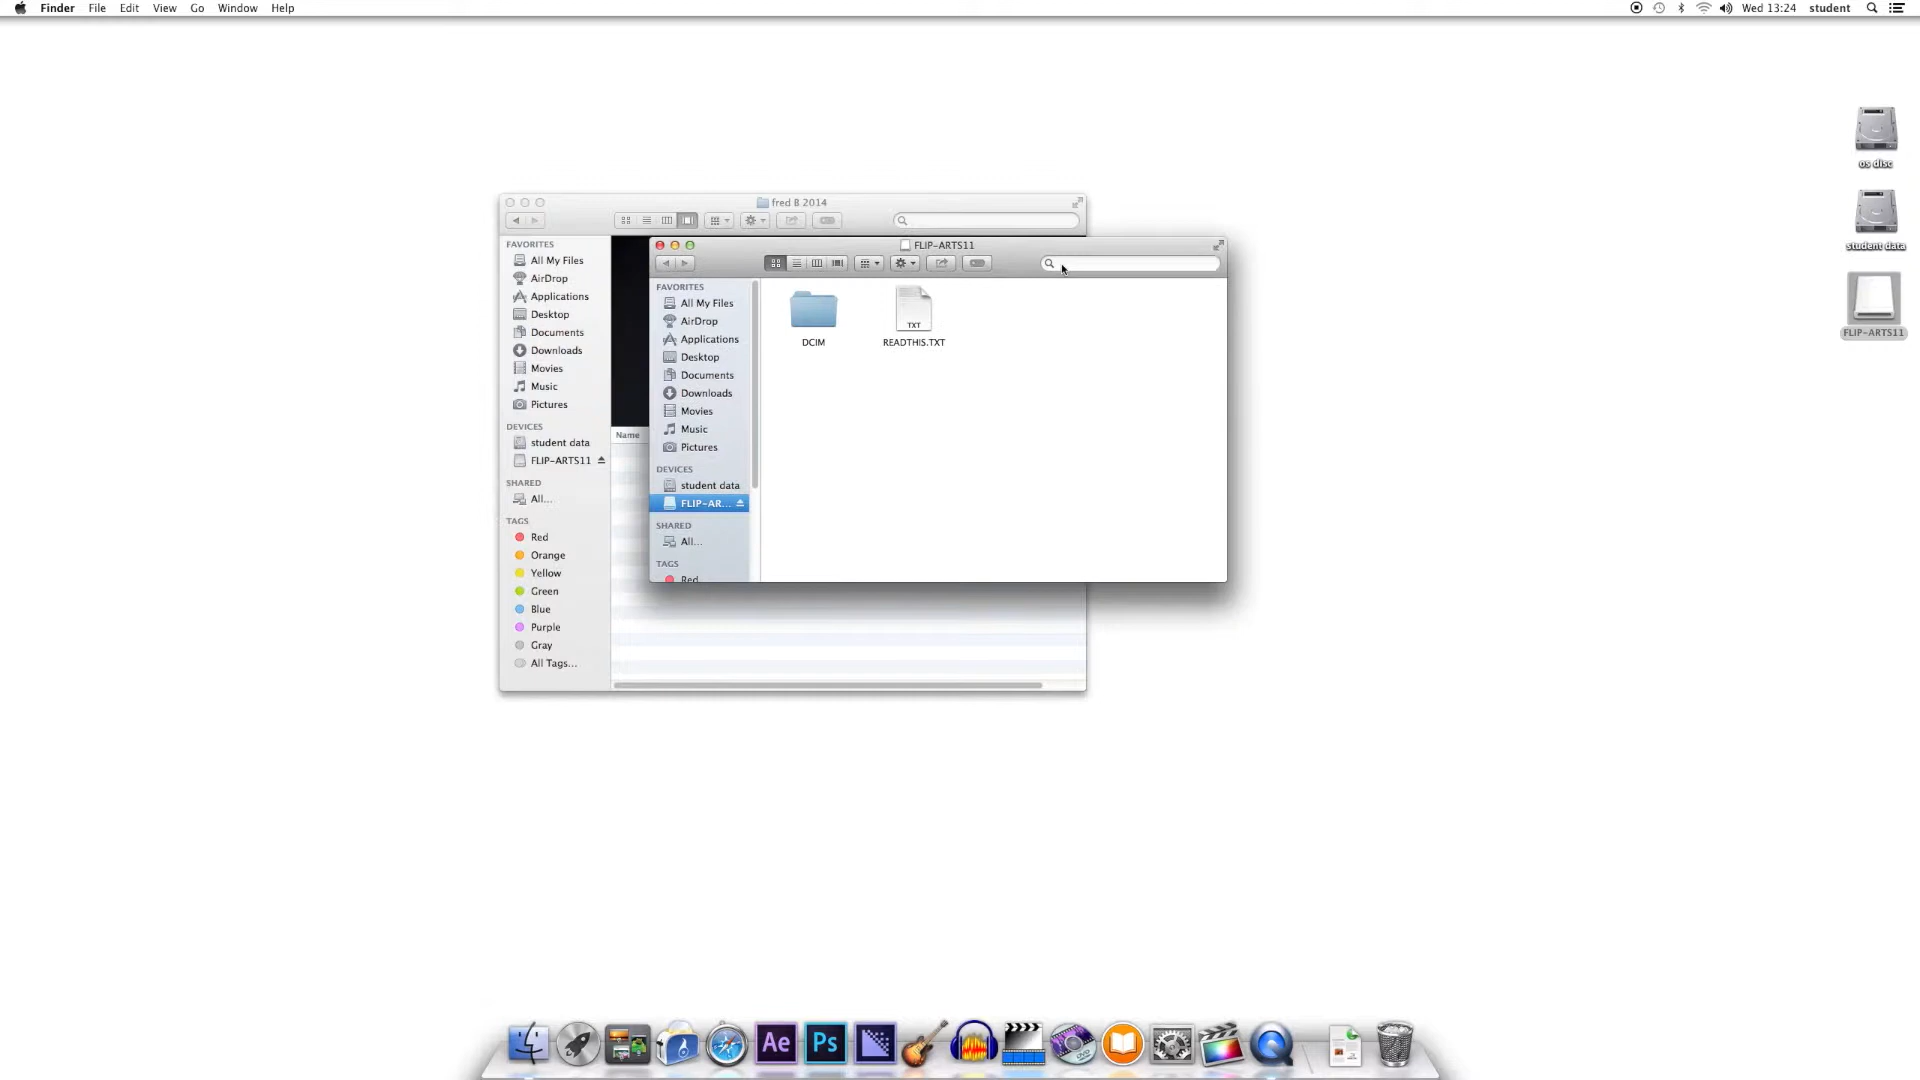 Finder File Edit View Go Window Help
Wed 13:24 student
os disc
student data
FLIP-ARTS11
fred B 2014
FAVORITES
All My Files
AirDrop
Applications
Desktop
Documents
Downloads
Movies
Music
Pictures
DEVICES
student data
FLIP-ARTS11
SHARED
All...
TAGS
Red
Orange
Yellow
Green
Blue
Purple
Gray
All Tags...
Name
FLIP-ARTS11
FAVORITES
All My Files
AirDrop
Applications
Desktop
Documents
Downloads
Movies
Music
Pictures
DEVICES
student data
FLIP-AR...
SHARED
All...
TAGS
Red
TXT
DCIM
READTHIS.TXT
Ae
Ps
DVD